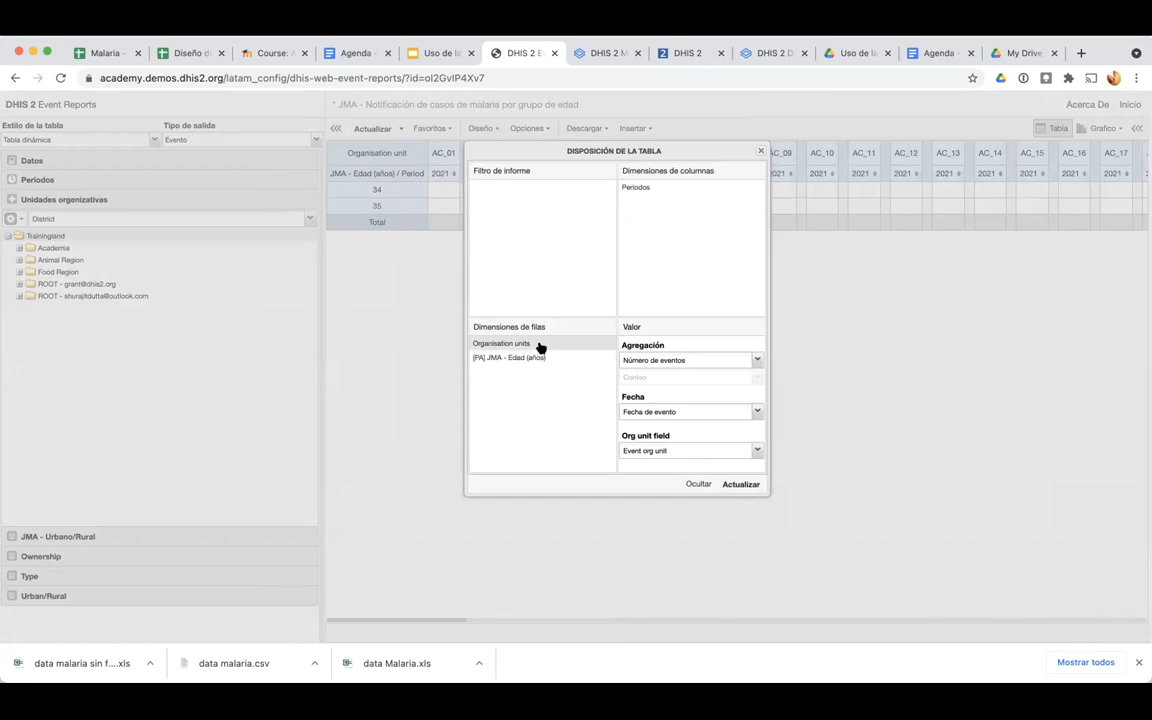 Malaria -
Diseño de
Course: A
Agenda -
Uso de la
DHIS 2 Ev
DHIS 2 M
DHIS 2
DHIS 2 D
Uso de la
Agenda -
My Drive
academy.demos.dhis2.org/latam_config/dhis-web-event-reports/?id=oI2GvIP4Xv7
DHIS 2 Event Reports
* JMA - Notificación de casos de malaria por grupo de edad
Acerca De
Inicio
Estilo de la tabla
Tipo de salida
Tabla dinámica
Evento
Actualizar
Favoritos
Diseño
Opciones
Descargar
Insertar
Tabla
Grafico
Datos
Períodos
Unidades organizativas
District
Trainingland
Academia
Animal Region
Food Region
ROOT - grant@dhis2.org
ROOT - shurajitdutta@outlook.com
JMA - Urbano/Rural
Ownership
Type
Urban/Rural
Organisation unit
AC_01
AC_09
AC_10
AC_11
AC_12
AC_13
AC_14
AC_15
AC_16
AC_17
JMA - Edad (años) / Period
2021
2021
2021
2021
2021
2021
2021
2021
2021
2021
34
35
Total
DISPOSICIÓN DE LA TABLA
Filtro de informe
Dimensiones de columnas
Períodos
Dimensiones de filas
Valor
Organisation units
[PA] JMA - Edad (años)
Agregación
Número de eventos
Conteo
Fecha
Fecha de evento
Org unit field
Event org unit
Ocultar
Actualizar
data malaria sin f....xls
data malaria.csv
data Malaria.xls
Mostrar todos